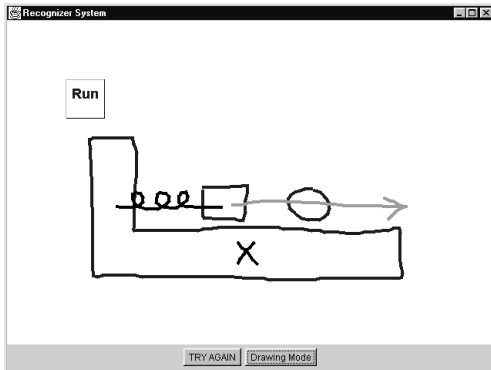 Recognizer System
Run
X
TRY AGAIN
Drawing Mode